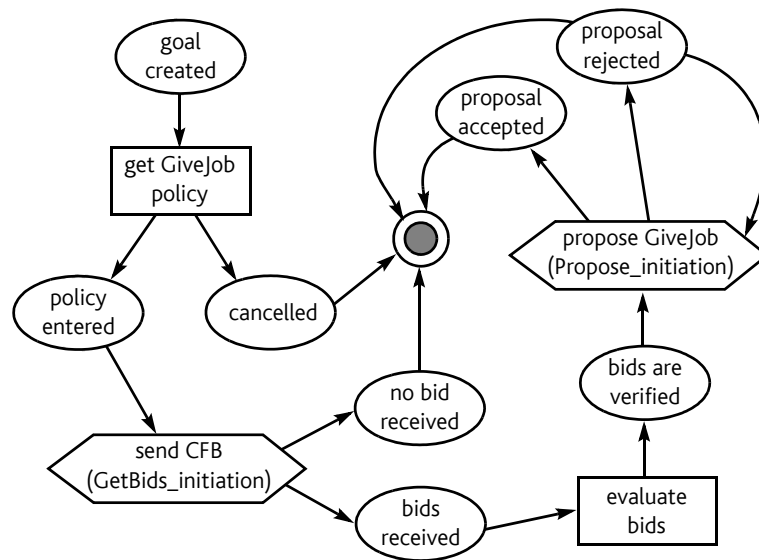 goal
created
proposal
rejected
proposal
accepted
get GiveJob
policy
propose GiveJob
(Propose_initiation)
policy
entered
cancelled
no bid
received
bids are
verified
send CFB
(GetBids_initiation)
bids
received
evaluate
bids